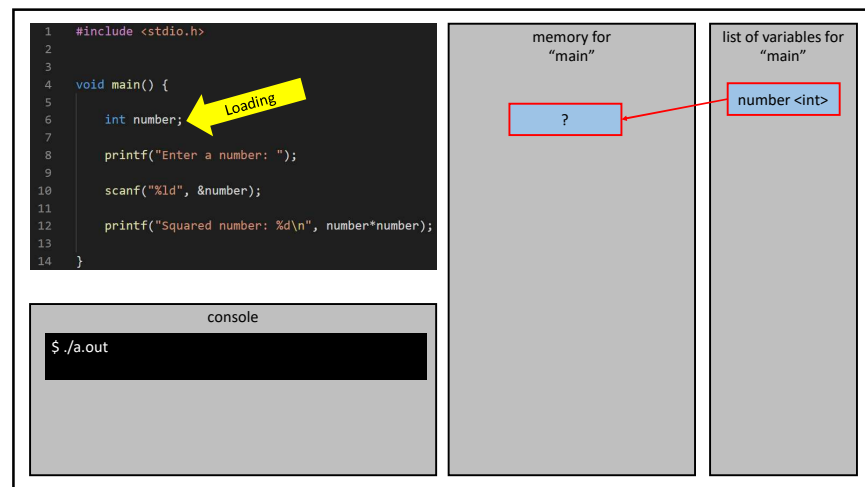 1 #include <stdio.h>
2
3
4 void main() {
5
6 int number;
7
8 printf("Enter a number: ");
9
10 scanf("%ld", &number);
11
12 printf("Squared number: %d\n", number*number);
13
14 }
Loading
console
$ ./a.out
memory for
“main”
?
list of variables for
“main”
number <int>